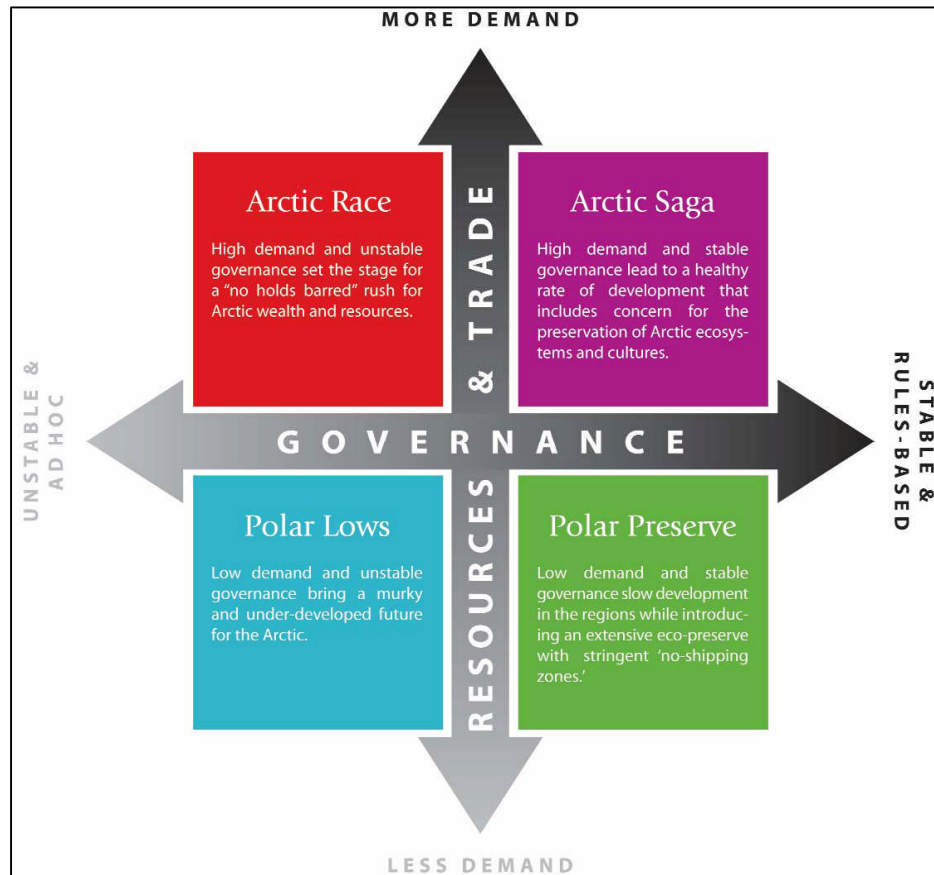 MORE DEMAND
Arctic Race
High demand and unstable
governance set the stage for
a “no holds barred” rush for
Arctic wealth and resources.
Arctic Saga
High demand and stable
governance lead to a healthy
rate of development that
includes concern for the
preservation of Arctic ecosys-
tems and cultures.
UNSTABLE &
AD HOC
GOVERNANCE
RESOURCES & TRADE
STABLE &
RULES-BASED
Polar Lows
Low demand and unstable
governance bring a murky
and under-developed future
for the Arctic.
Polar Preserve
Low demand and stable
governance slow development
in the regions while introduc-
ing an extensive eco-preserve
with stringent ‘no-shipping
zones.’
LESS DEMAND